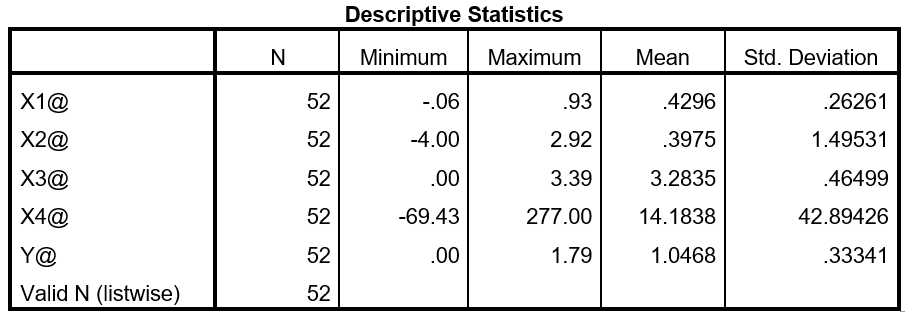 Descriptive Statistics
N Minimum Maximum Mean Std. Deviation
X1@ 52 -.06 .93 .4296 .26261
X2@ 52 -4.00 2.92 .3975 1.49531
X3@ 52 .00 3.39 3.2835 .46499
X4@ 52 -69.43 277.00 14.1838 42.89426
Y@ 52 .00 1.79 1.0468 .33341
Valid N (listwise) 52